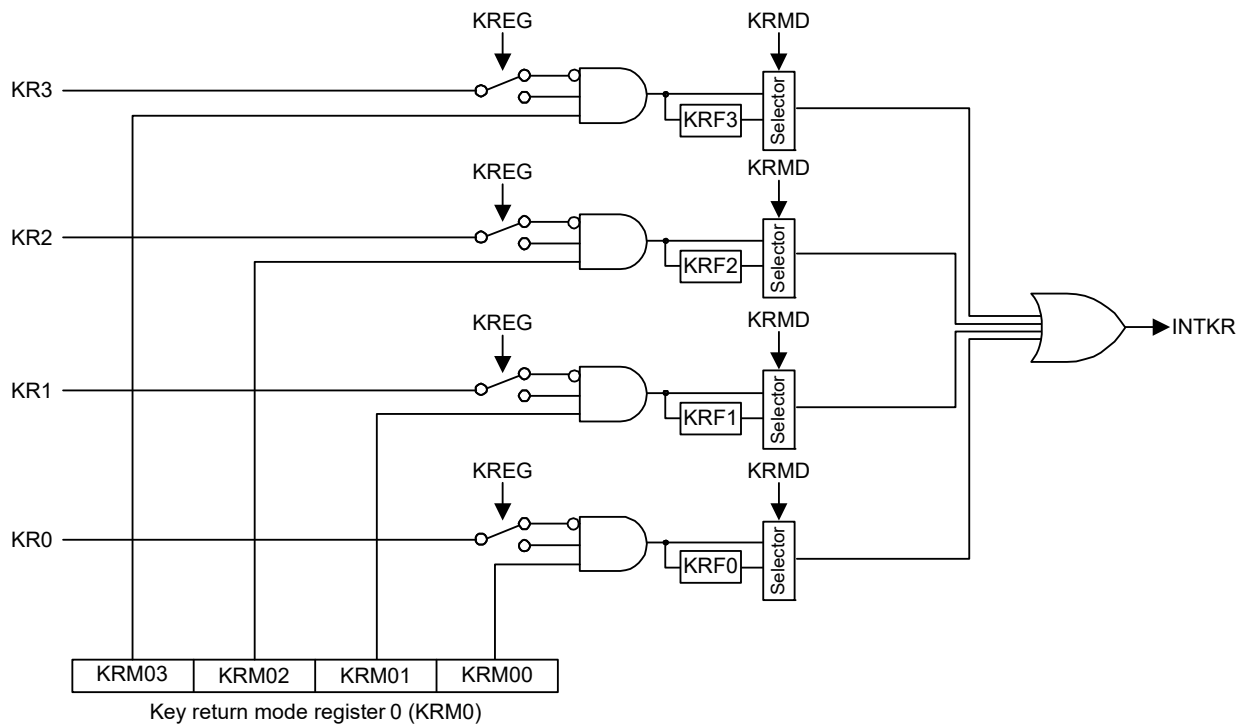 KREG
KRMD
KR3
KRF3
Selector
KREG
KRMD
KR2
KRF2
Selector
KREG
KRMD
INTKR
KR1
KRF1
Selector
KREG
KRMD
KR0
KRF0
Selector
KRM03 KRM02 KRM01 KRM00
Key return mode register 0 (KRM0)